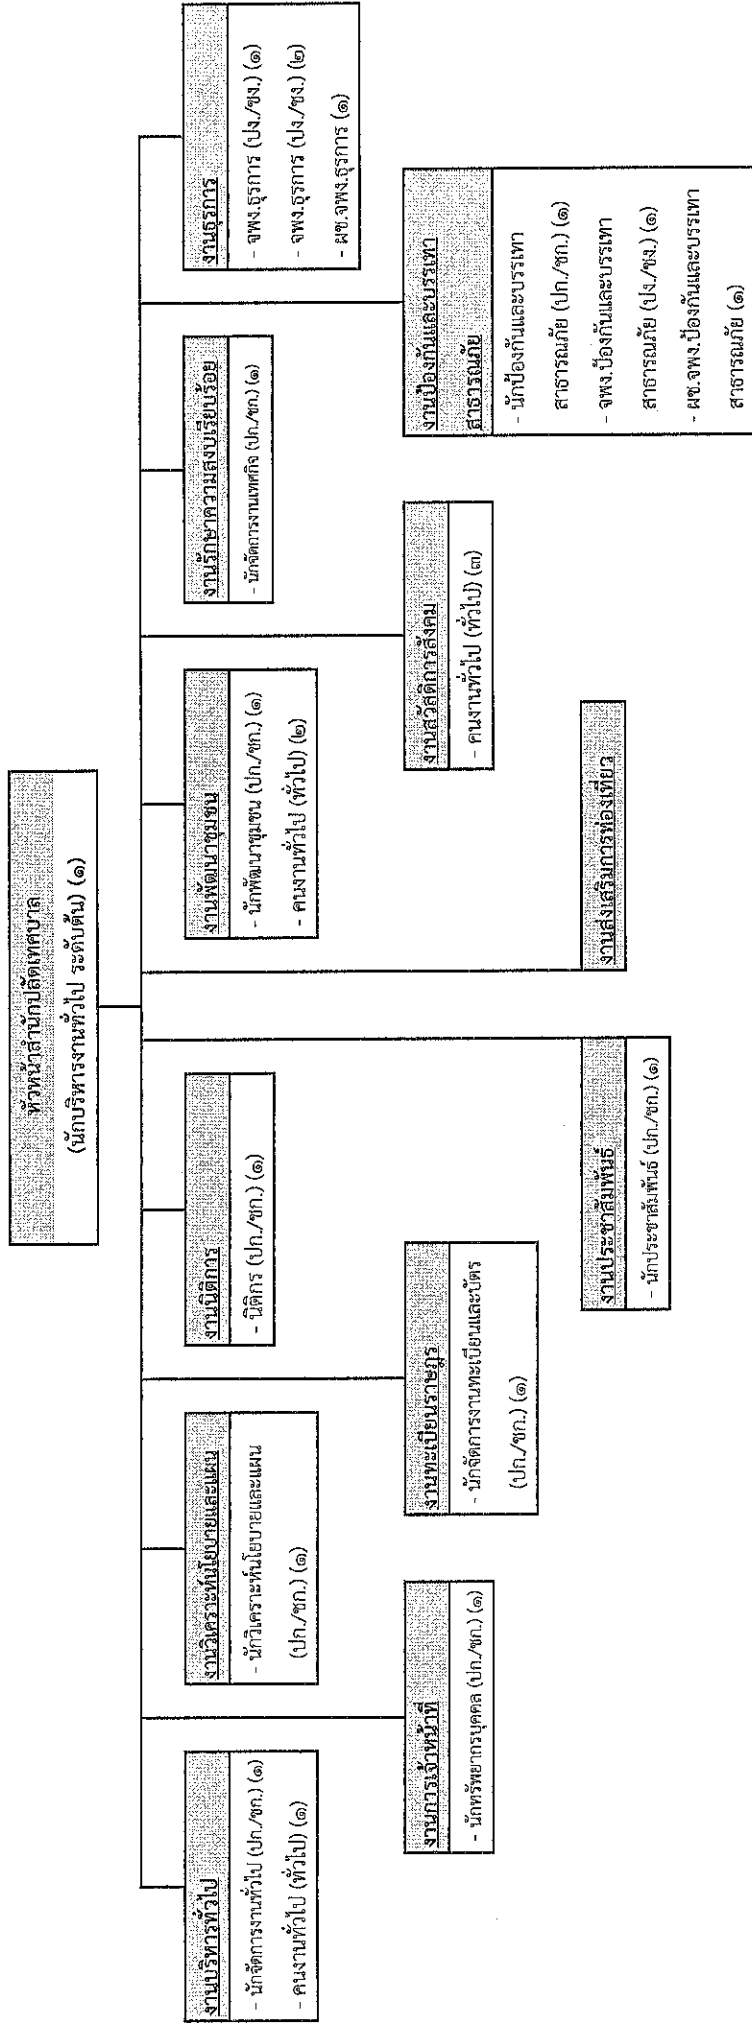 หัวหน้าสำนักปลัดเทศบาล
(นักบริหารงานทั่วไป ระดับต้น) (๑)
งานบริหารทั่วไป
- นักจัดการงานทั่วไป (ปก./ชก.) (๑)
- คนงานทั่วไป (ทั่วไป) (๑)
งานวิเคราะห์นโยบายและแผน
- นักวิเคราะห์นโยบายและแผน
(ปก./ชก.) (๑)
งานนิติการ
- นิติกร (ปก./ชก.) (๑)
งานพัฒนาชุมชน
- นักพัฒนาชุมชน (ปก./ชก.) (๑)
- คนงานทั่วไป (ทั่วไป) (๒)
งานรักษาความสงบเรียบร้อย
- นักจัดการงานเทศกิจ (ปก./ชก.) (๑)
งานธุรการ
- จพง.ธุรการ (ปง./ชง.) (๑)
- จพง.ธุรการ (ปง./ชง.) (๒)
- ผช.จพง.ธุรการ (๑)
งานการเจ้าหน้าที่
- นักทรัพยากรบุคคล (ปก./ชก.) (๑)
งานทะเบียนราษฎร
- นักจัดการงานทะเบียนและบัตร
(ปก./ชก.) (๑)
งานสวัสดิการสังคม
- คนงานทั่วไป (ทั่วไป) (๓)
งานป้องกันและบรรเทา
สาธารณภัย
- นักป้องกันและบรรเทา
สาธารณภัย (ปก./ชก.) (๑)
- จพง.ป้องกันและบรรเทา
สาธารณภัย (ปง./ชง.) (๑)
- ผช.จพง.ป้องกันและบรรเทา
สาธารณภัย (๑)
งานประชาสัมพันธ์
- นักประชาสัมพันธ์ (ปก./ชก.) (๑)
งานส่งเสริมการท่องเที่ยว